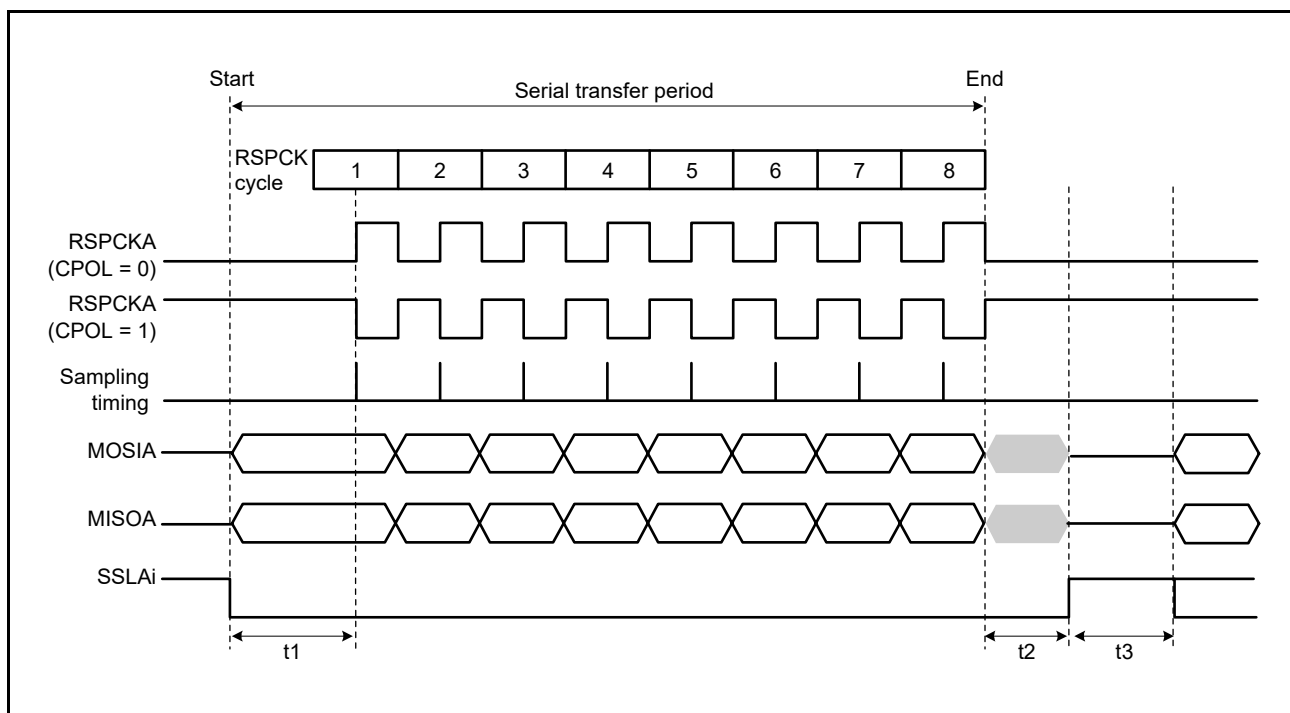 Start
End
Serial transfer period
RSPCK
cycle
1 2 3 4 5 6 7 8
RSPCKA
(CPOL = 0)
RSPCKA
(CPOL = 1)
Sampling
timing
MOSIA
MISOA
SSLAi
t1
t2
t3